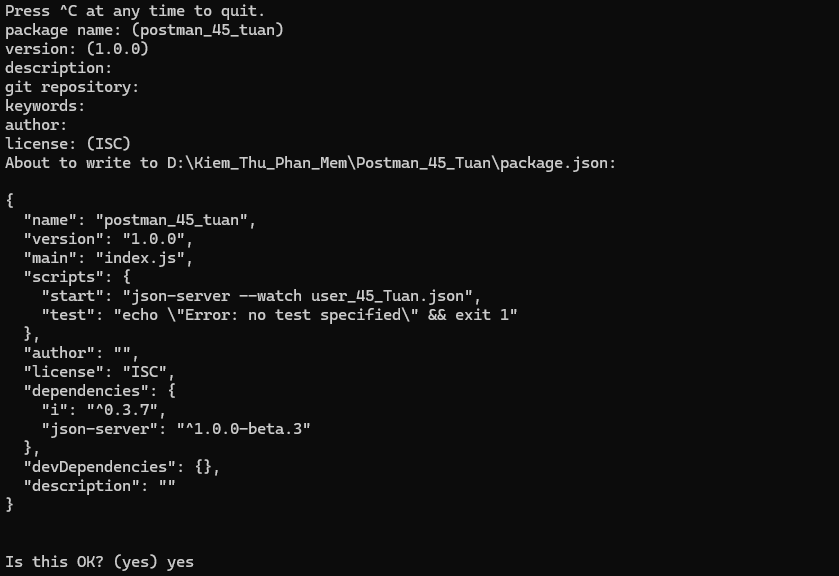 Press ^C at any time to quit.
package name: (postman_45_tuan)
version: (1.0.0)
description:
git repository:
keywords:
author:
license: (ISC)
About to write to D:\Kiem_Thu_Phan_Mem\Postman_45_Tuan\package.json:

{
  "name": "postman_45_tuan",
  "version": "1.0.0",
  "main": "index.js",
  "scripts": {
    "start": "json-server --watch user_45_Tuan.json",
    "test": "echo \"Error: no test specified\" && exit 1"
  },
  "author": "",
  "license": "ISC",
  "dependencies": {
    "i": "^0.3.7",
    "json-server": "^1.0.0-beta.3"
  },
  "devDependencies": {},
  "description": ""
}

Is this OK? (yes) yes